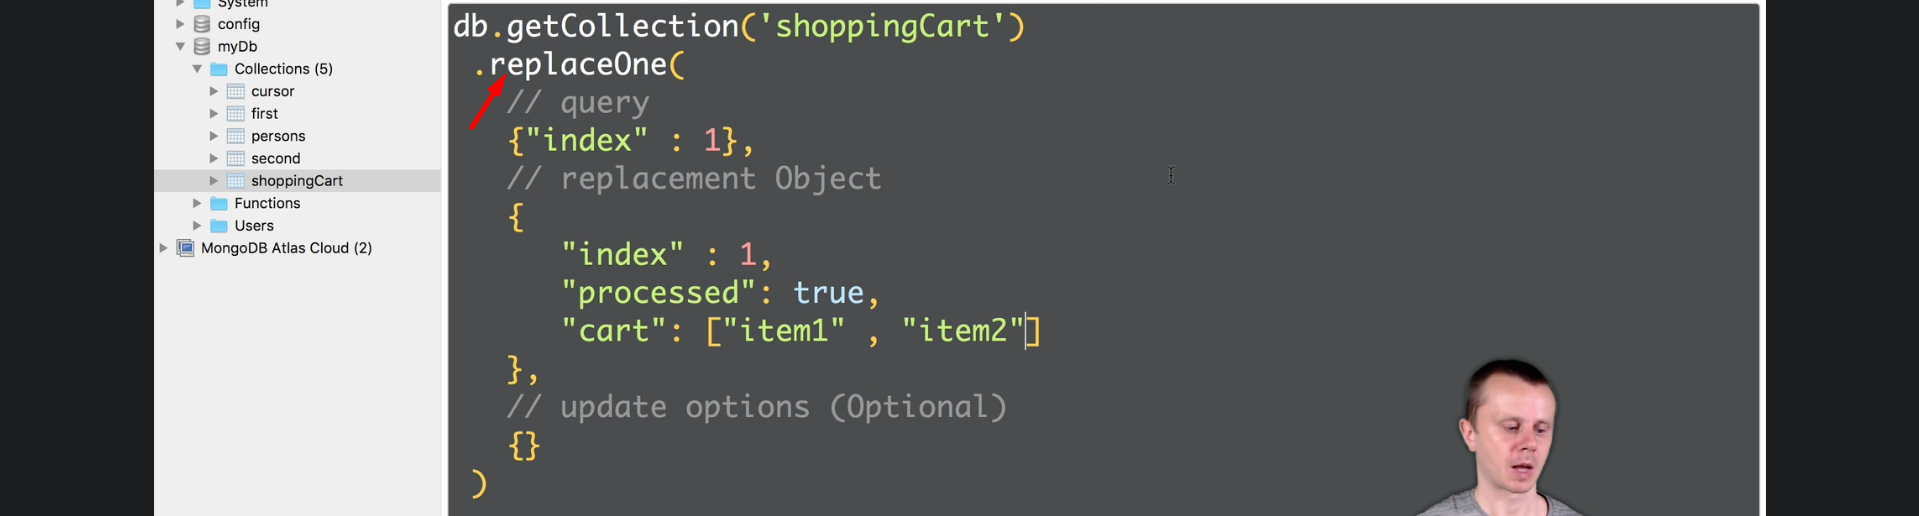 System
config
myDb
Collections (5)
cursor
first
persons
second
shoppingCart
Functions
Users
MongoDB Atlas Cloud (2)
db.getCollection('shoppingCart')
.replaceOne(
// query
{"index" : 1},
// replacement Object
{
"index" : 1,
"processed": true,
"cart": ["item1" , "item2"]
},
// update options (Optional)
{}
)